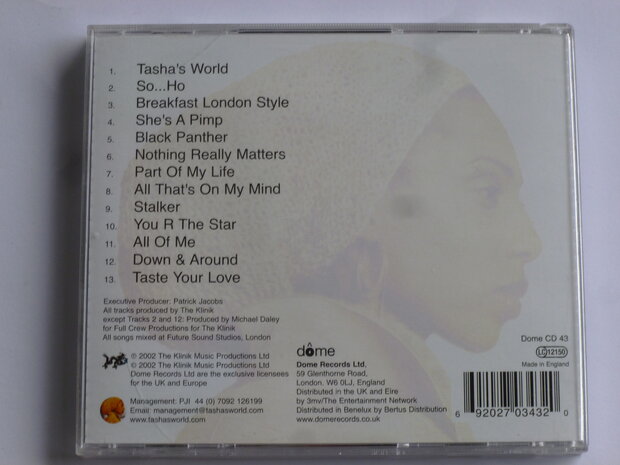 1. Tasha's World
2. So...Ho
3. Breakfast London Style
4. She's A Pimp
5. Black Panther
6. Nothing Really Matters
7. Part Of My Life
8. All That's On My Mind
9. Stalker
10. You R The Star
11. All Of Me
12. Down & Around
13. Taste Your Love
Executive Producer: Patrick Jacobs
All tracks produced by The Klinik
except Tracks 2 and 12: Produced by Michael Daley
for Full Crew Productions for The Klinik
All songs mixed at Future Sound Studios, London
℗ 2002 The Klinik Music Productions Ltd
© 2002 The Klinik Music Productions Ltd
Dome Records Ltd are the exclusive licensees
for the UK and Europe
Management: PJI 44 (0) 7092 126199
Email: management@tashasworld.com
www.tashasworld.com
dôme
Dome Records Ltd.
59 Glenthorne Road,
London, W6 0LJ, England
Distributed in the UK and Eire
by 3mv/The Entertainment Network
Distributed in Benelux by Bertus Distribution
www.domerecords.co.uk
Dome CD 43
LC 12150
Made in England
6 92027 03432 0